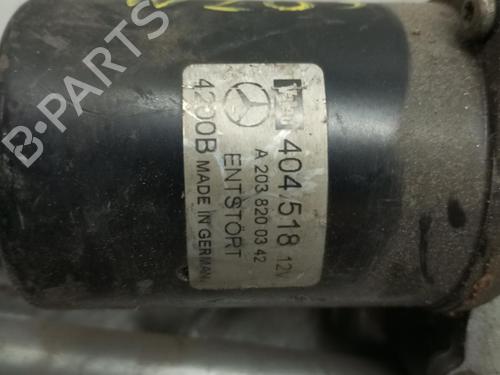 404/518 12V
A 203 820 03 42
ENTSTÖRT
4200B MADE IN GERMANY
B-PARTS